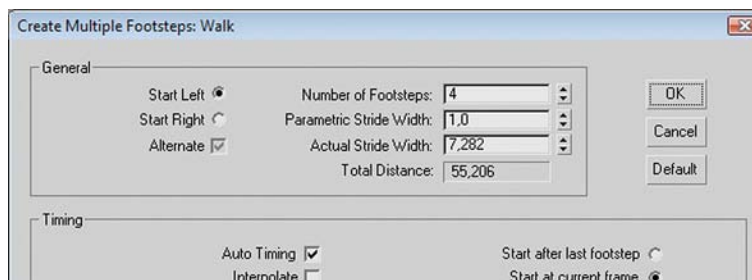 Create Multiple Footsteps: Walk
General
Start Left
Number of Footsteps: 4
OK
Start Right
Parametric Stride Width: 1,0
Alternate
Actual Stride Width: 7,282
Cancel
Total Distance: 55,206
Default
Timing
Auto Timing
Start after last footstep
Interpolate
Start at current frame